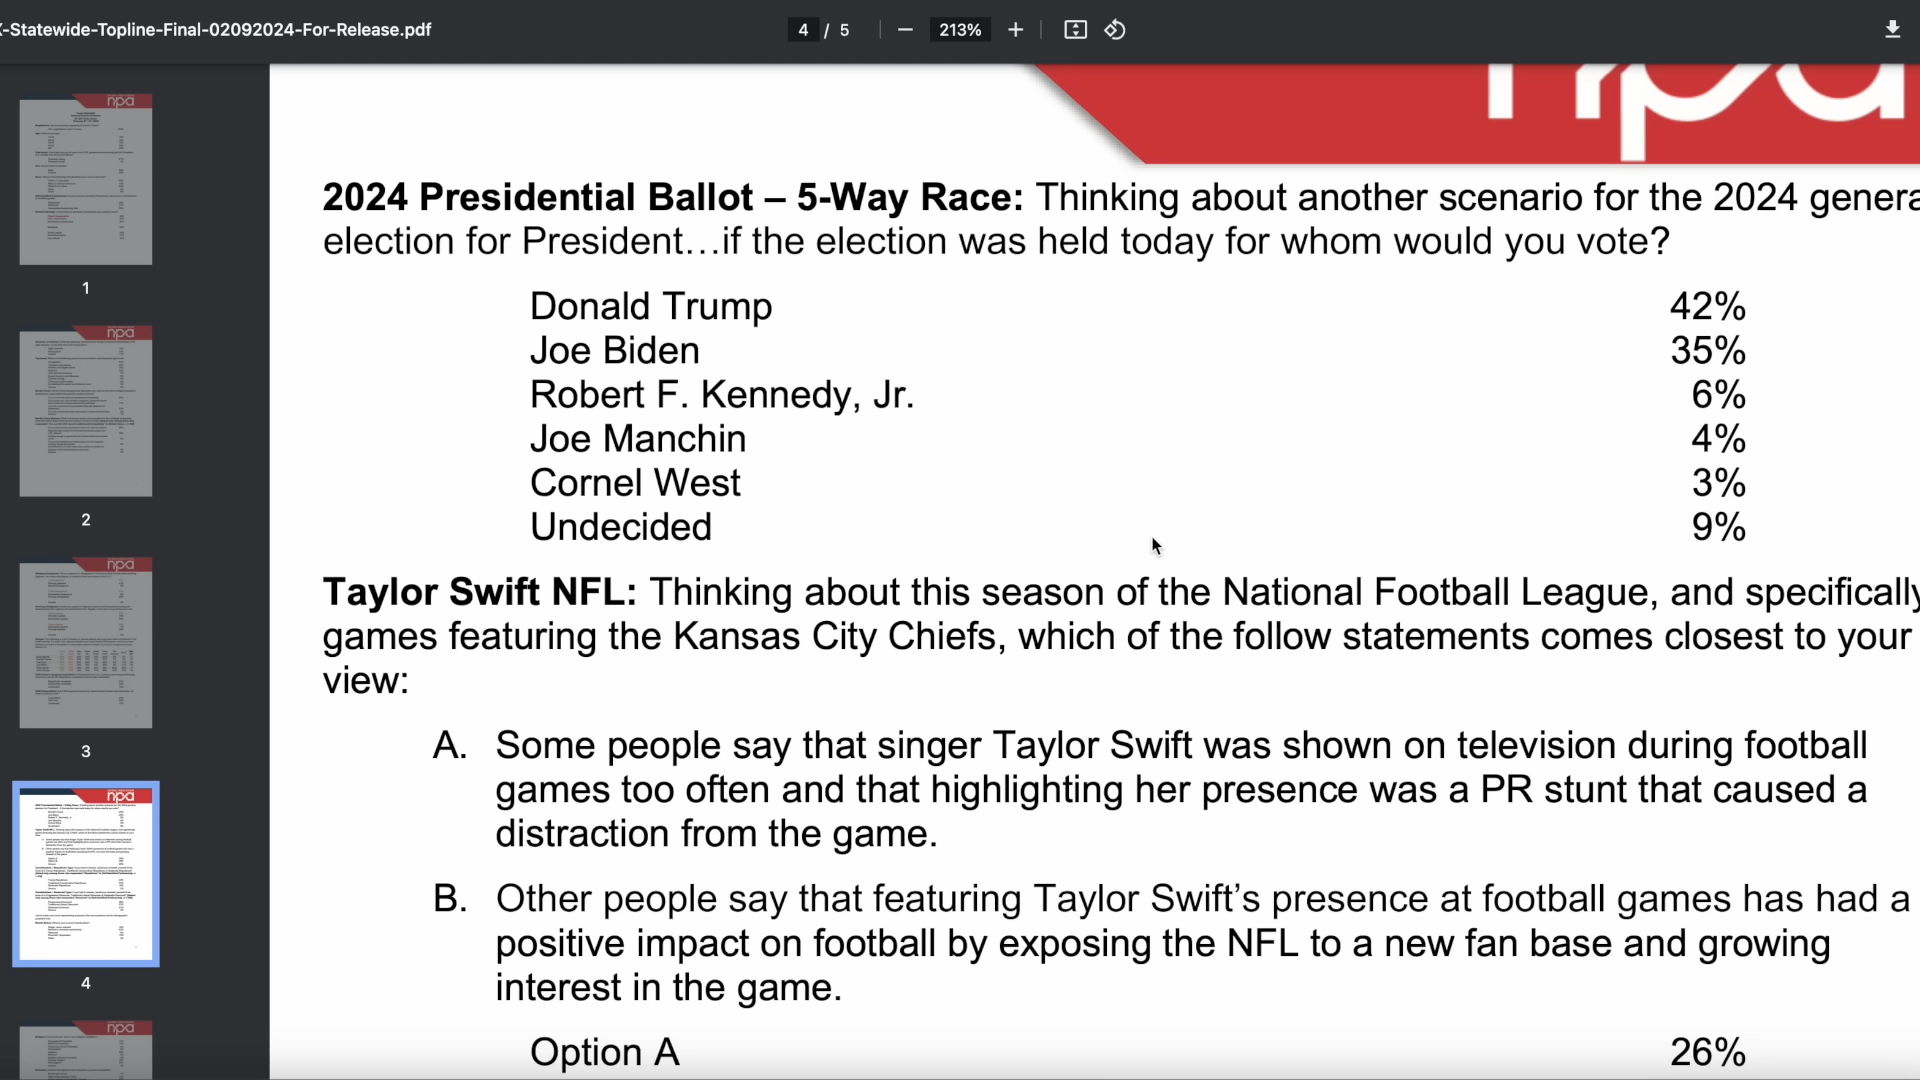 -Statewide-Topline-Final-02092024-For-Release.pdf
4 / 5
213%
npa
1
npa
2
npa
3
npa
4
npa
npa
2024 Presidential Ballot – 5-Way Race: Thinking about another scenario for the 2024 genera
election for President…if the election was held today for whom would you vote?
Donald Trump 42%
Joe Biden 35%
Robert F. Kennedy, Jr. 6%
Joe Manchin 4%
Cornel West 3%
Undecided 9%
Taylor Swift NFL: Thinking about this season of the National Football League, and specifically
games featuring the Kansas City Chiefs, which of the follow statements comes closest to your
view:
A. Some people say that singer Taylor Swift was shown on television during football
games too often and that highlighting her presence was a PR stunt that caused a
distraction from the game.
B. Other people say that featuring Taylor Swift’s presence at football games has had a
positive impact on football by exposing the NFL to a new fan base and growing
interest in the game.
Option A 26%